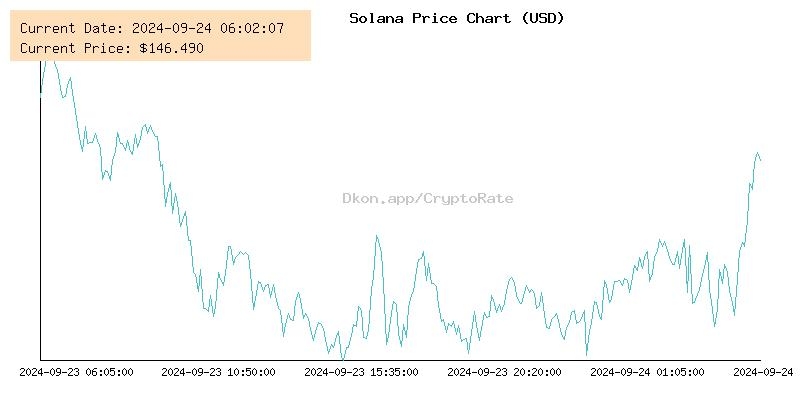 Solana Price Chart (USD)
Current Date: 2024-09-24 06:02:07
Current Price: $146.490
Dkon.app/CryptoRate
2024-09-23 06:05:00 2024-09-23 10:50:00 2024-09-23 15:35:00 2024-09-23 20:20:00 2024-09-24 01:05:00 2024-09-24